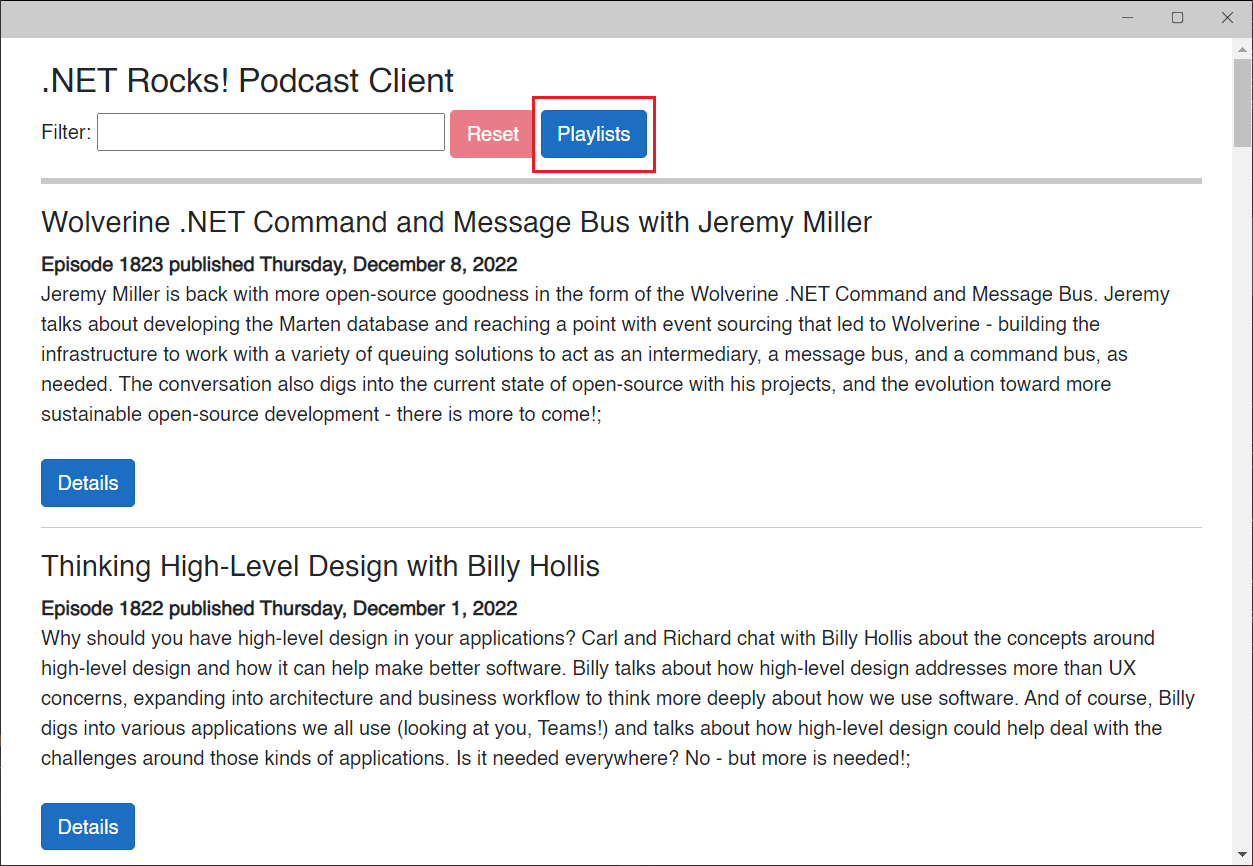 .NET Rocks! Podcast Client
Filter: Reset Playlists
Wolverine .NET Command and Message Bus with Jeremy Miller
Episode 1823 published Thursday, December 8, 2022
Jeremy Miller is back with more open-source goodness in the form of the Wolverine .NET Command and Message Bus. Jeremy
talks about developing the Marten database and reaching a point with event sourcing that led to Wolverine - building the
infrastructure to work with a variety of queuing solutions to act as an intermediary, a message bus, and a command bus, as
needed. The conversation also digs into the current state of open-source with his projects, and the evolution toward more
sustainable open-source development - there is more to come!;
Details
Thinking High-Level Design with Billy Hollis
Episode 1822 published Thursday, December 1, 2022
Why should you have high-level design in your applications? Carl and Richard chat with Billy Hollis about the concepts around
high-level design and how it can help make better software. Billy talks about how high-level design addresses more than UX
concerns, expanding into architecture and business workflow to think more deeply about how we use software. And of course, Billy
digs into various applications we all use (looking at you, Teams!) and talks about how high-level design could help deal with the
challenges around those kinds of applications. Is it needed everywhere? No - but more is needed!;
Details